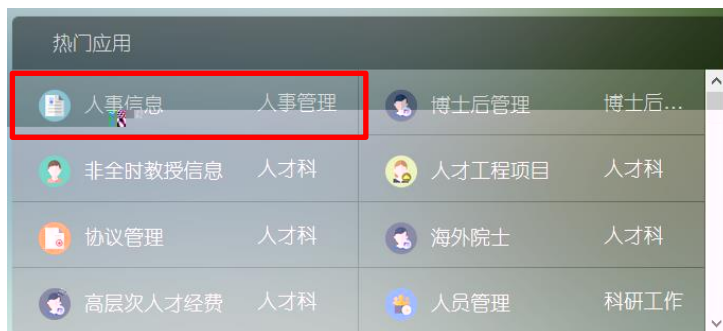 热门应用
人事信息 人事管理 博士后管理 博士后...
非全时教授信息 人才科 人才工程项目 人才科
协议管理 人才科 海外院士 人才科
高层次人才经费 人才科 人员管理 科研工作